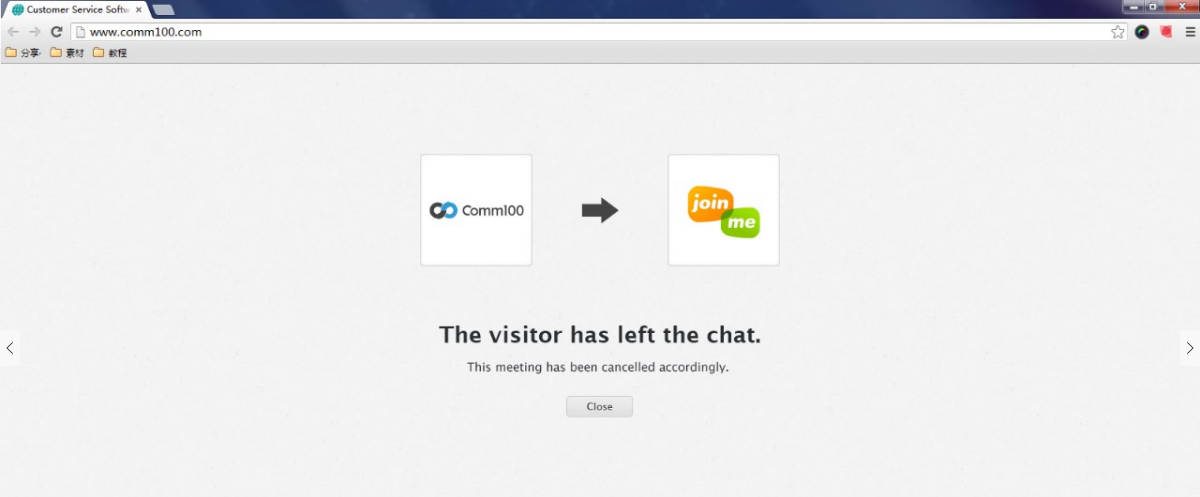 Customer Service Softw
www.comm100.com
分享 素材 教程
Comm100
join
me
The visitor has left the chat.
This meeting has been cancelled accordingly.
Close